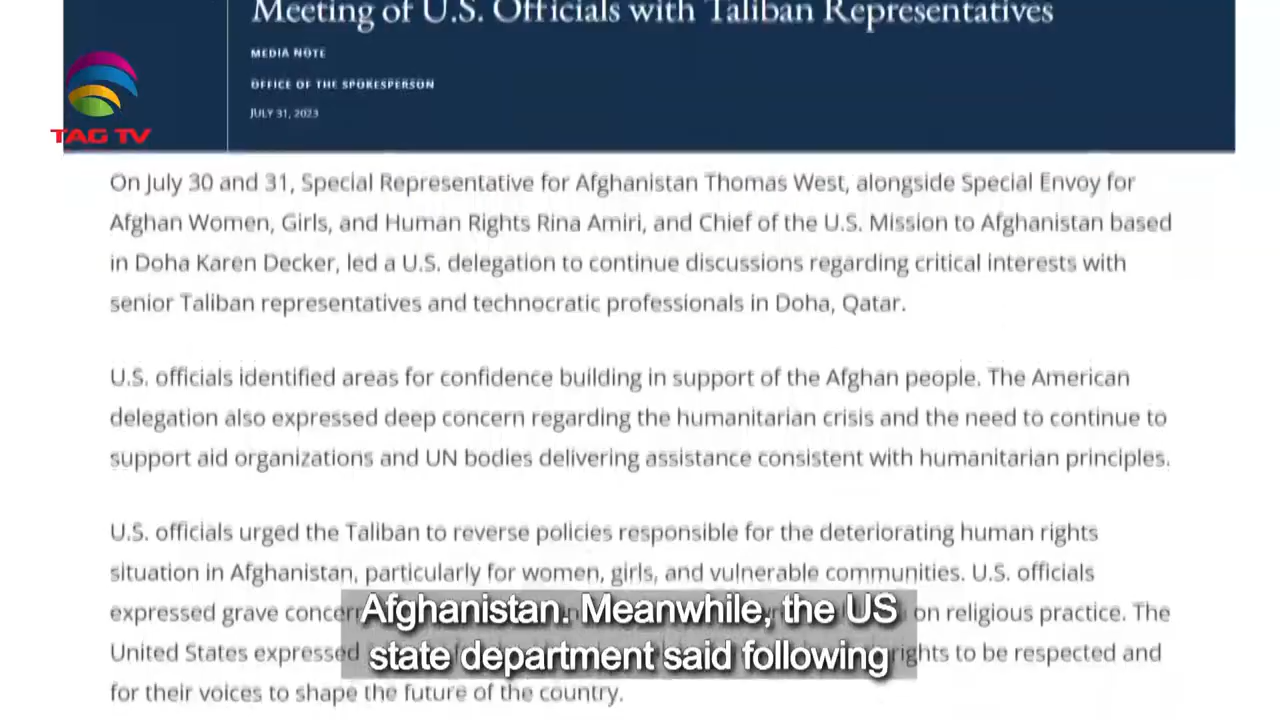 Meeting of U.S. Officials with Taliban Representatives
MEDIA NOTE
OFFICE OF THE SPOKESPERSON
JULY 31, 2023
TAG TV
On July 30 and 31, Special Representative for Afghanistan Thomas West, alongside Special Envoy for
Afghan Women, Girls, and Human Rights Rina Amiri, and Chief of the U.S. Mission to Afghanistan based
in Doha Karen Decker, led a U.S. delegation to continue discussions regarding critical interests with
senior Taliban representatives and technocratic professionals in Doha, Qatar.
U.S. officials identified areas for confidence building in support of the Afghan people. The American
delegation also expressed deep concern regarding the humanitarian crisis and the need to continue to
support aid organizations and UN bodies delivering assistance consistent with humanitarian principles.
U.S. officials urged the Taliban to reverse policies responsible for the deteriorating human rights
situation in Afghanistan, particularly for women, girls, and vulnerable communities. U.S. officials
expressed grave on religious practice. The
United States expressed to be respected and
for their voices to shape the future of the country.
Afghanistan. Meanwhile, the US
state department said following